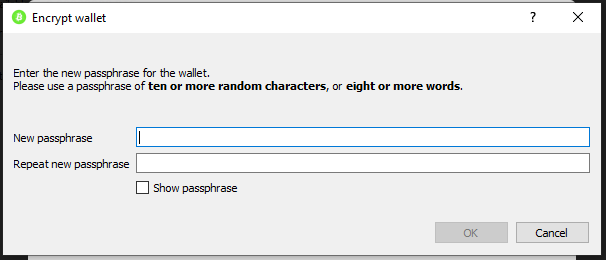 Encrypt wallet
Enter the new passphrase for the wallet.
Please use a passphrase of ten or more random characters, or eight or more words.
New passphrase
Repeat new passphrase
Show passphrase
OK
Cancel